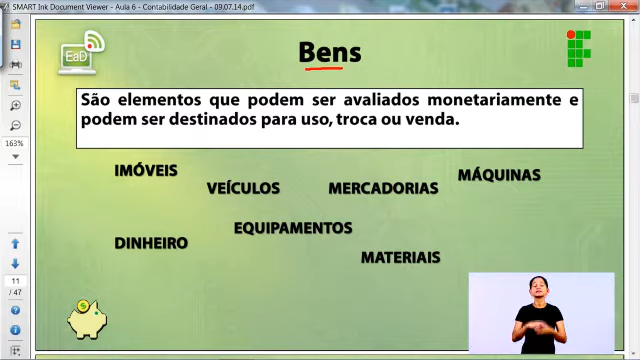 SMART Ink Document Viewer - Aula 6 - Contabilidade Geral - 09.07.14.pdf
EaD
Bens
São elementos que podem ser avaliados monetariamente e
podem ser destinados para uso, troca ou venda.
IMÓVEIS
MÁQUINAS
VEÍCULOS
MERCADORIAS
EQUIPAMENTOS
DINHEIRO
MATERIAIS
163%
11
/ 47
$